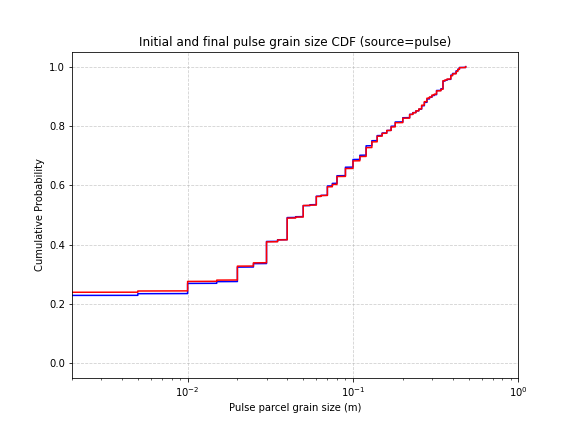 Initial and final pulse grain size CDF (source=pulse)
1.0
0.8
0.6
0.4
0.2
0.0
Cumulative Probability
10⁻² 10⁻¹ 10⁰
Pulse parcel grain size (m)